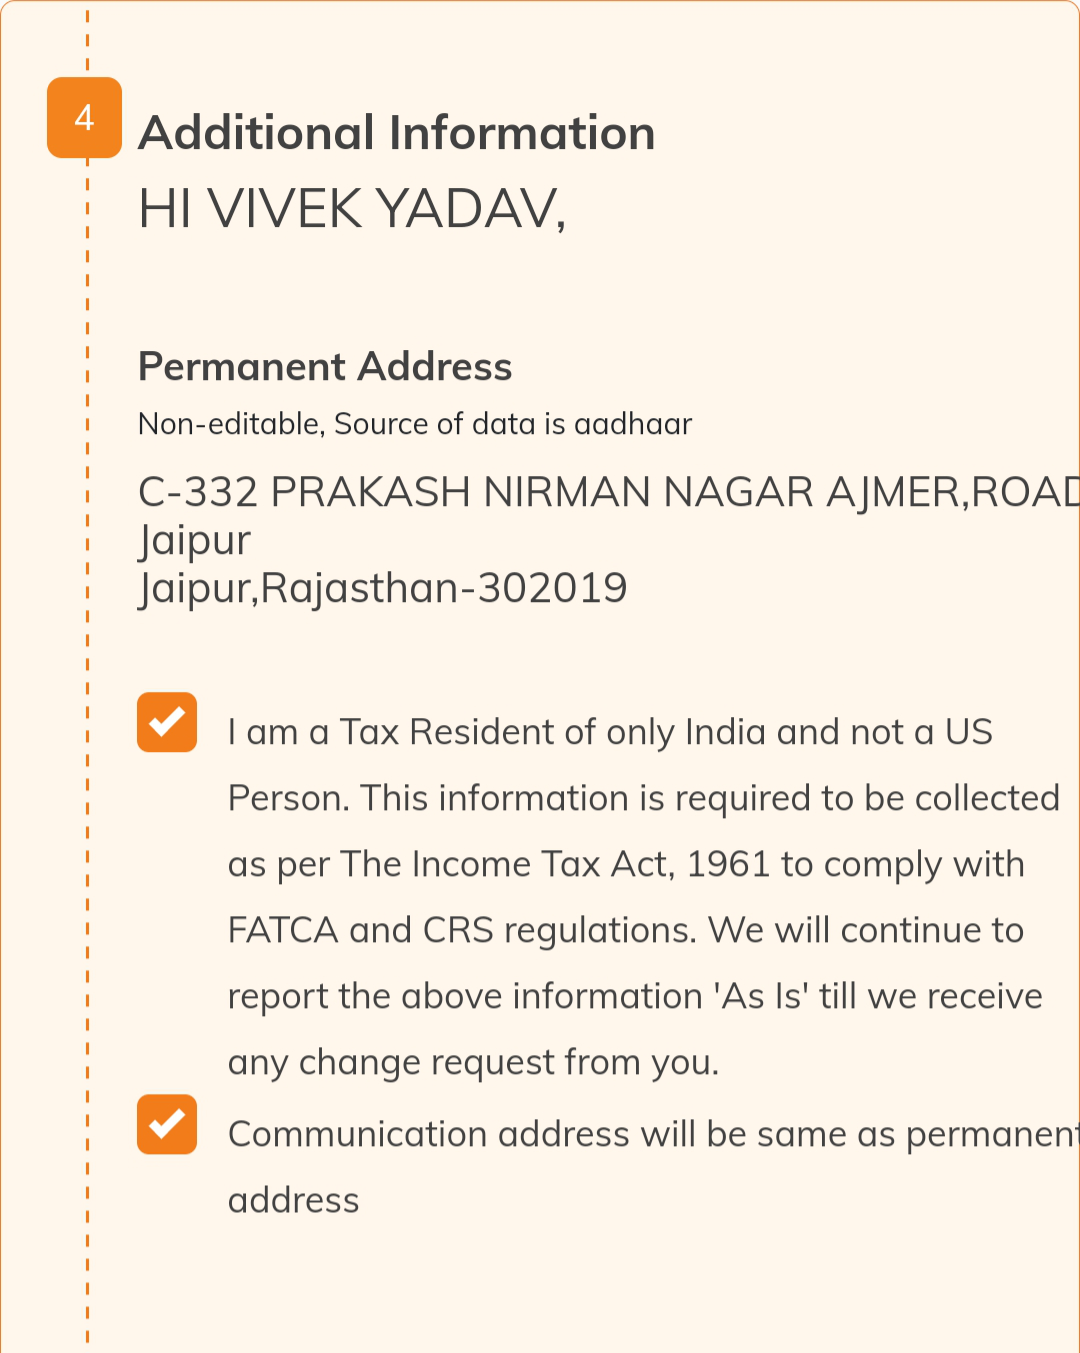 4
Additional Information
HI VIVEK YADAV,
Permanent Address
Non-editable, Source of data is aadhaar
C-332 PRAKASH NIRMAN NAGAR AJMER,ROAD
Jaipur
Jaipur,Rajasthan-302019
I am a Tax Resident of only India and not a US
Person. This information is required to be collected
as per The Income Tax Act, 1961 to comply with
FATCA and CRS regulations. We will continue to
report the above information 'As Is' till we receive
any change request from you.
Communication address will be same as permanent
address